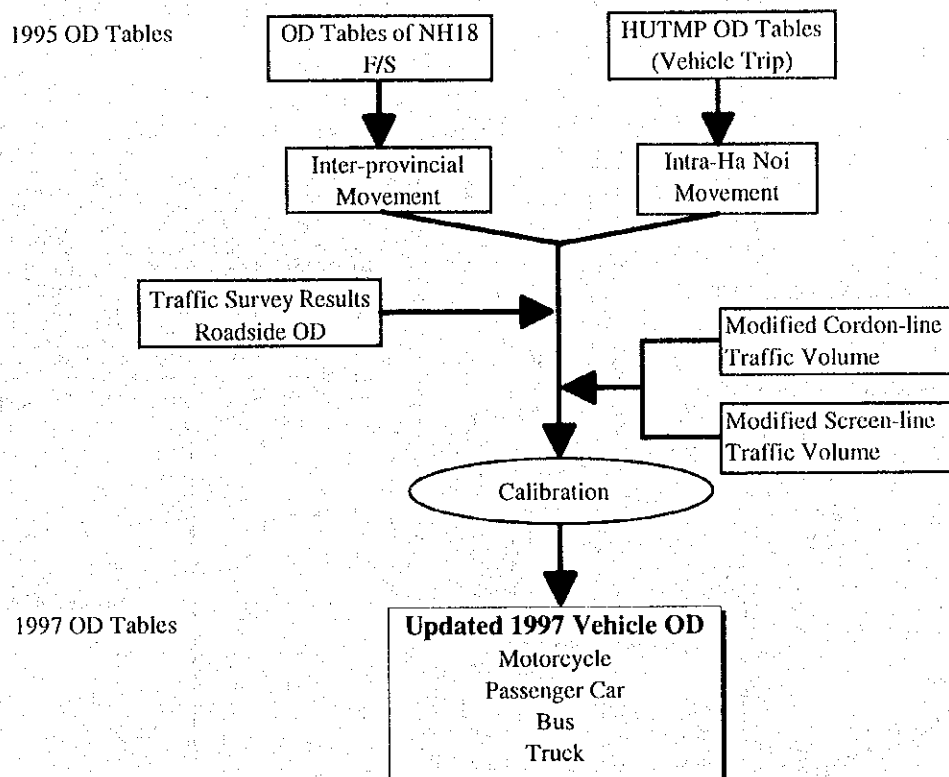 1995 OD Tables
OD Tables of NH18
F/S
HUTMP OD Tables
(Vehicle Trip)
Inter-provincial
Movement
Intra-Ha Noi
Movement
Traffic Survey Results
Roadside OD
Modified Cordon-line
Traffic Volume
Modified Screen-line
Traffic Volume
Calibration
1997 OD Tables
Updated 1997 Vehicle OD
Motorcycle
Passenger Car
Bus
Truck